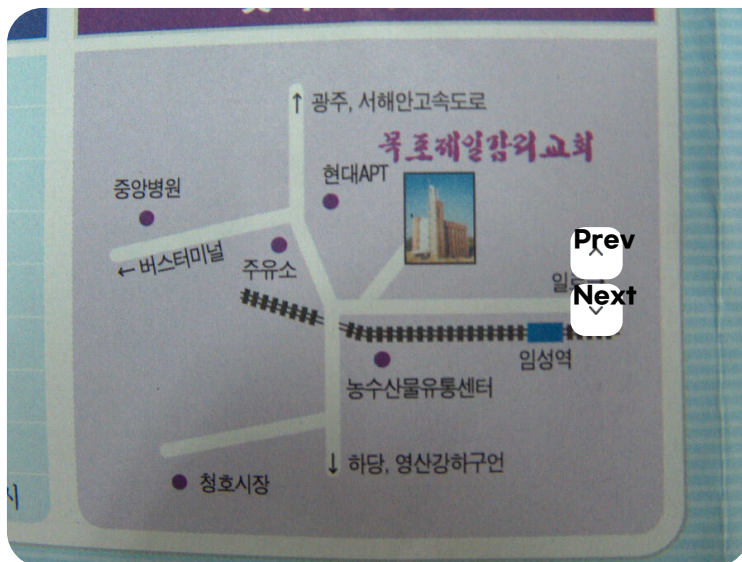 ↑ 광주, 서해안고속도로
목포제일감리교회
현대APT
중앙병원
← 버스터미널
주유소
Prev
Next
임성역
농수산물유통센터
↓ 하당, 영산강하구언
청호시장